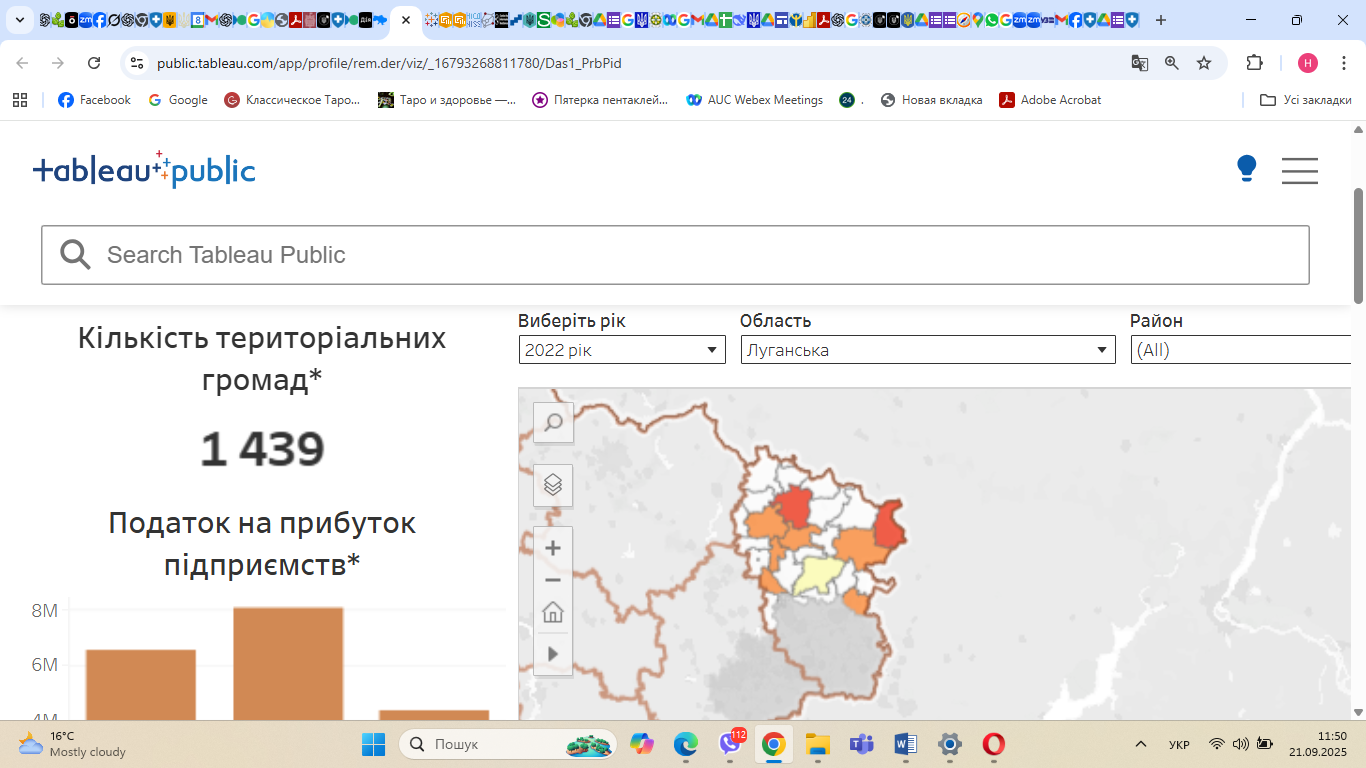 public.tableau.com/app/profile/rem.der/viz/_16793268811780/Das1_PrbPid
H
Facebook
Google
Классическое Таро...
Таро и здоровье —...
Пятерка пентаклей...
AUC Webex Meetings
24
.
Новая вкладка
Adobe Acrobat
Усі закладки
+ableau public
Search Tableau Public
Кількість територіальних
громад*
1 439
Податок на прибуток
підприємств*
8M
6M
4M
Виберіть рік
Область
Район
2022 рік
Луганська
(All)
16°C
Mostly cloudy
Пошук
112
УКР
11:50
21.09.2025